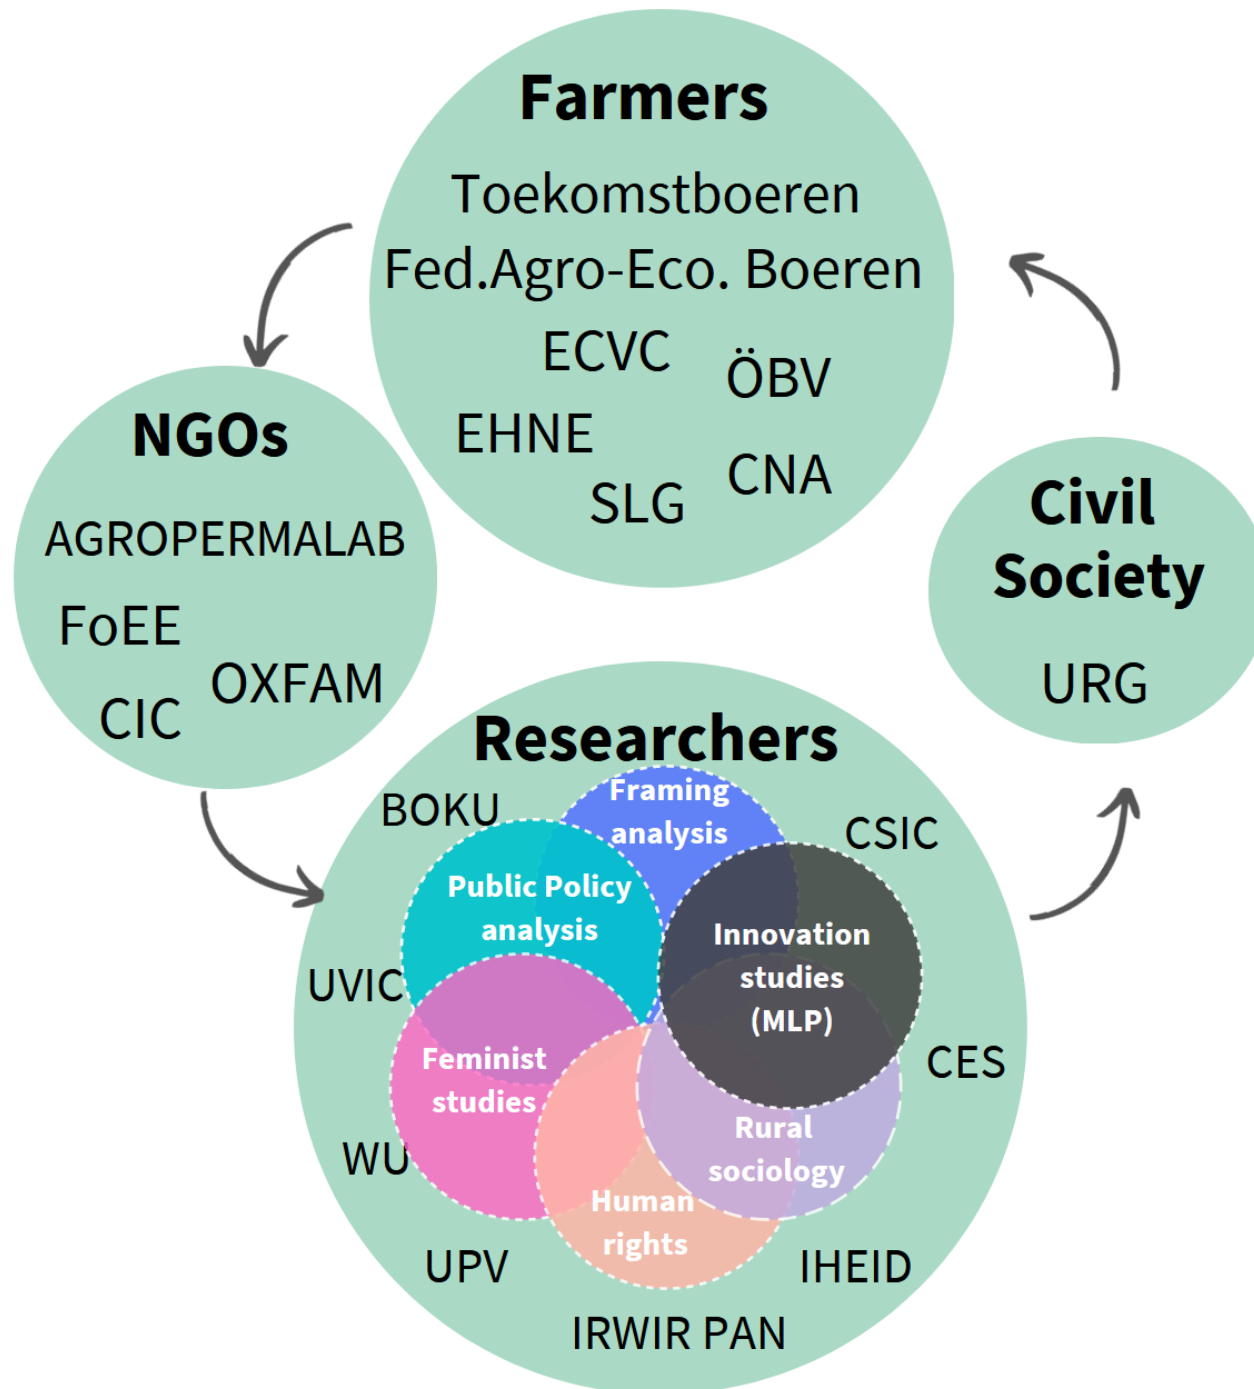 Farmers
Toekomstboeren
Fed.Agro-Eco. Boeren
ECVC
ÖBV
EHNE
CNA
SLG
NGOs
AGROPERMALAB
FoEE
OXFAM
CIC
Civil
Society
URG
Researchers
BOKU
Framing
analysis
CSIC
Public Policy
analysis
Innovation
studies
(MLP)
UVIC
Feminist
studies
CES
Rural
sociology
WU
Human
rights
UPV
IHEID
IRWIR PAN